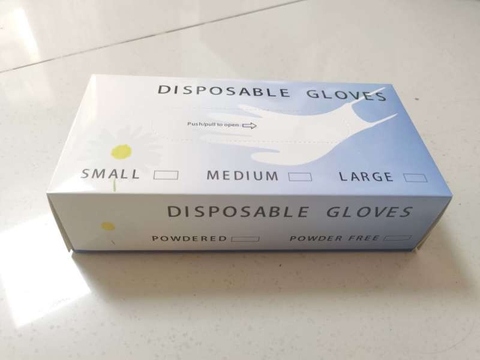 DISPOSABLE GLOVES
Push/pull to open
SMALL MEDIUM LARGE
DISPOSABLE GLOVES
POWDERED POWDER FREE